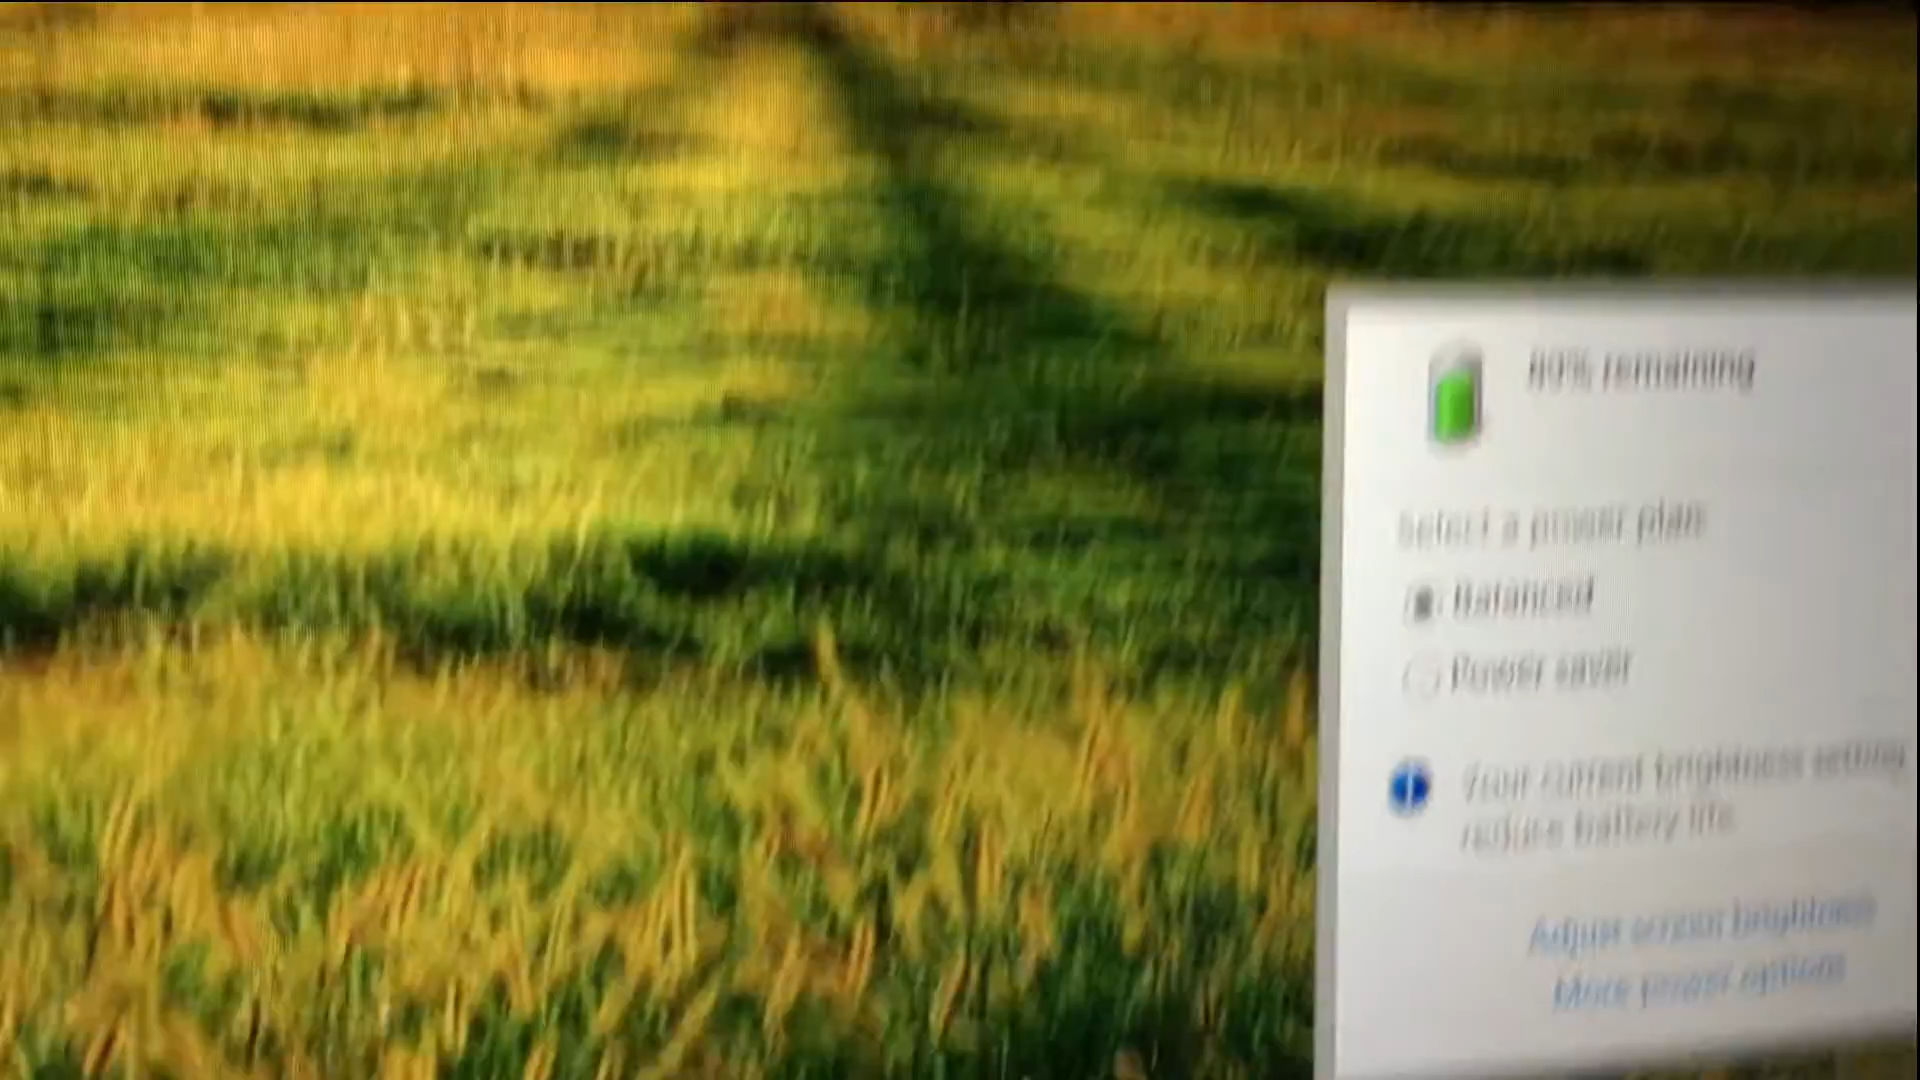 remaining
Select a power plan
Balanced
Power saver
Your current brightness setting
reduce battery life.
Adjust screen brightness
More power options